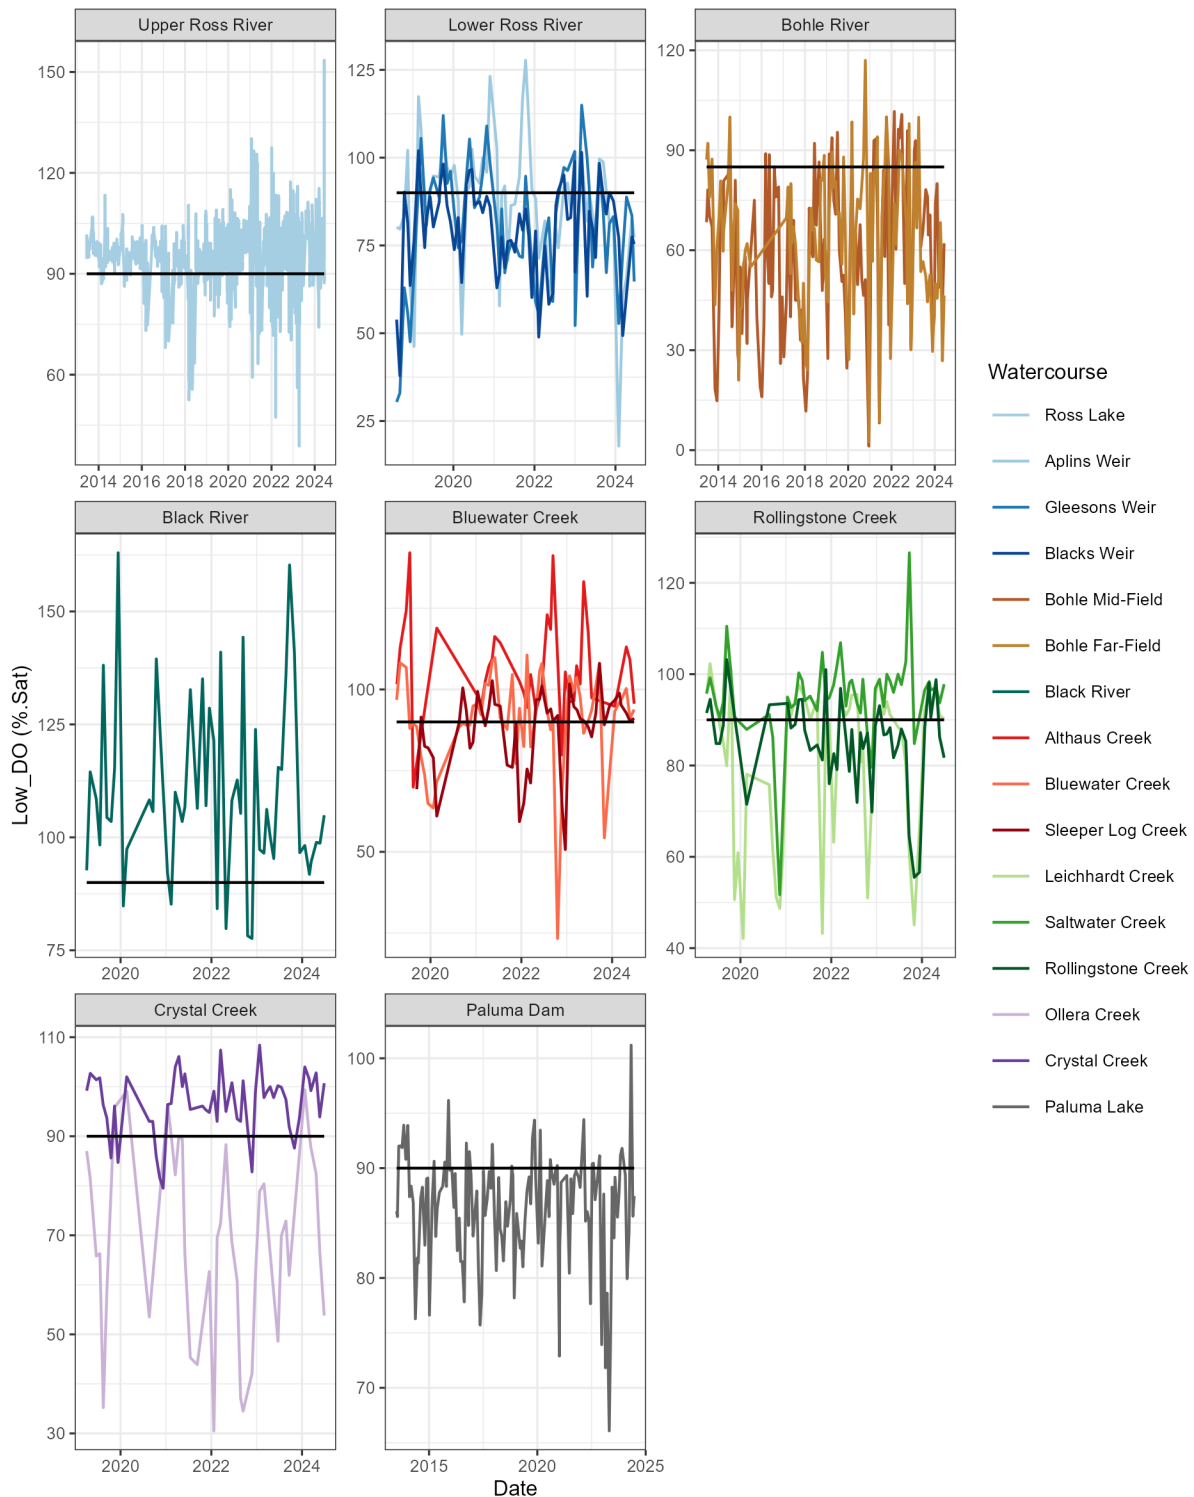 Upper Ross River
Lower Ross River
Bohle River
150
120
90
60
125
100
75
50
25
120
90
60
30
0
2014 2016 2018 2020 2022 2024
2020 2022 2024
2014 2016 2018 2020 2022 2024
Black River
Bluewater Creek
Rollingstone Creek
150
125
100
75
100
50
120
100
80
60
40
2020 2022 2024
2020 2022 2024
2020 2022 2024
Crystal Creek
Paluma Dam
110
90
70
50
30
100
90
80
70
2020 2022 2024
2015 2020 2025
Low_DO (%.Sat)
Date
Watercourse
Ross Lake
Aplins Weir
Gleesons Weir
Blacks Weir
Bohle Mid-Field
Bohle Far-Field
Black River
Althaus Creek
Bluewater Creek
Sleeper Log Creek
Leichhardt Creek
Saltwater Creek
Rollingstone Creek
Ollera Creek
Crystal Creek
Paluma Lake